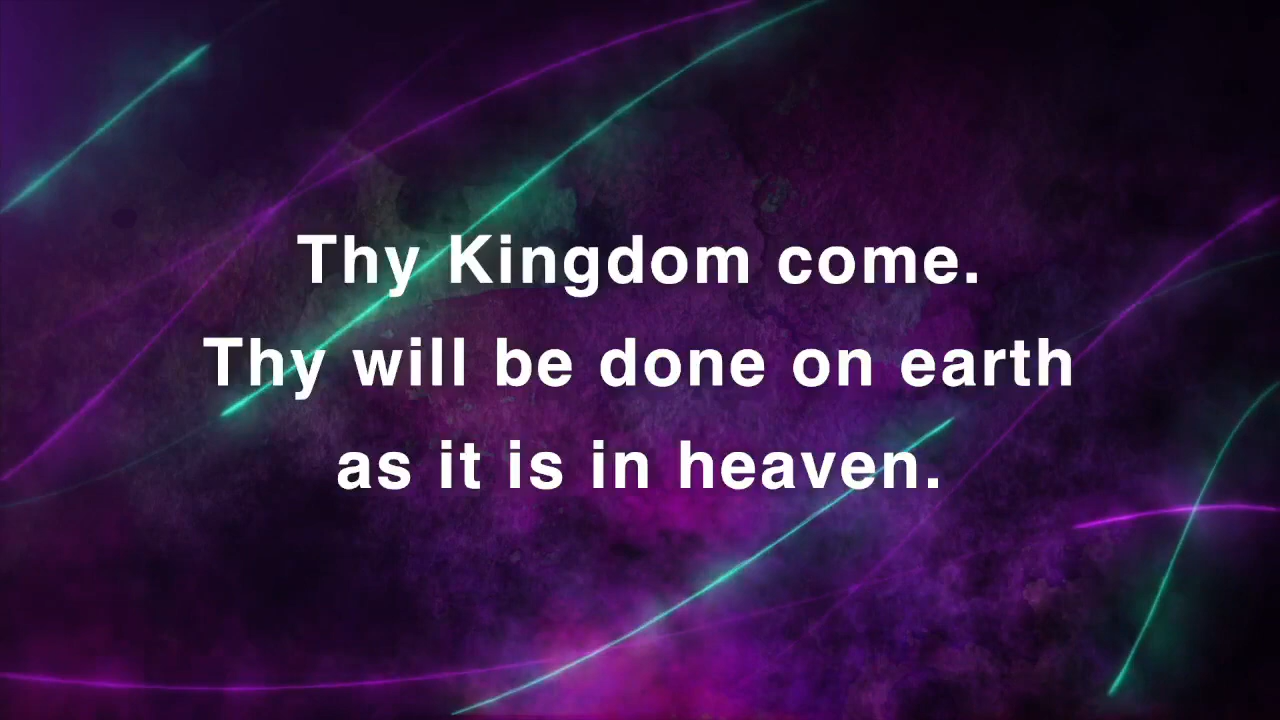 Thy Kingdom come.
Thy will be done on earth
as it is in heaven.